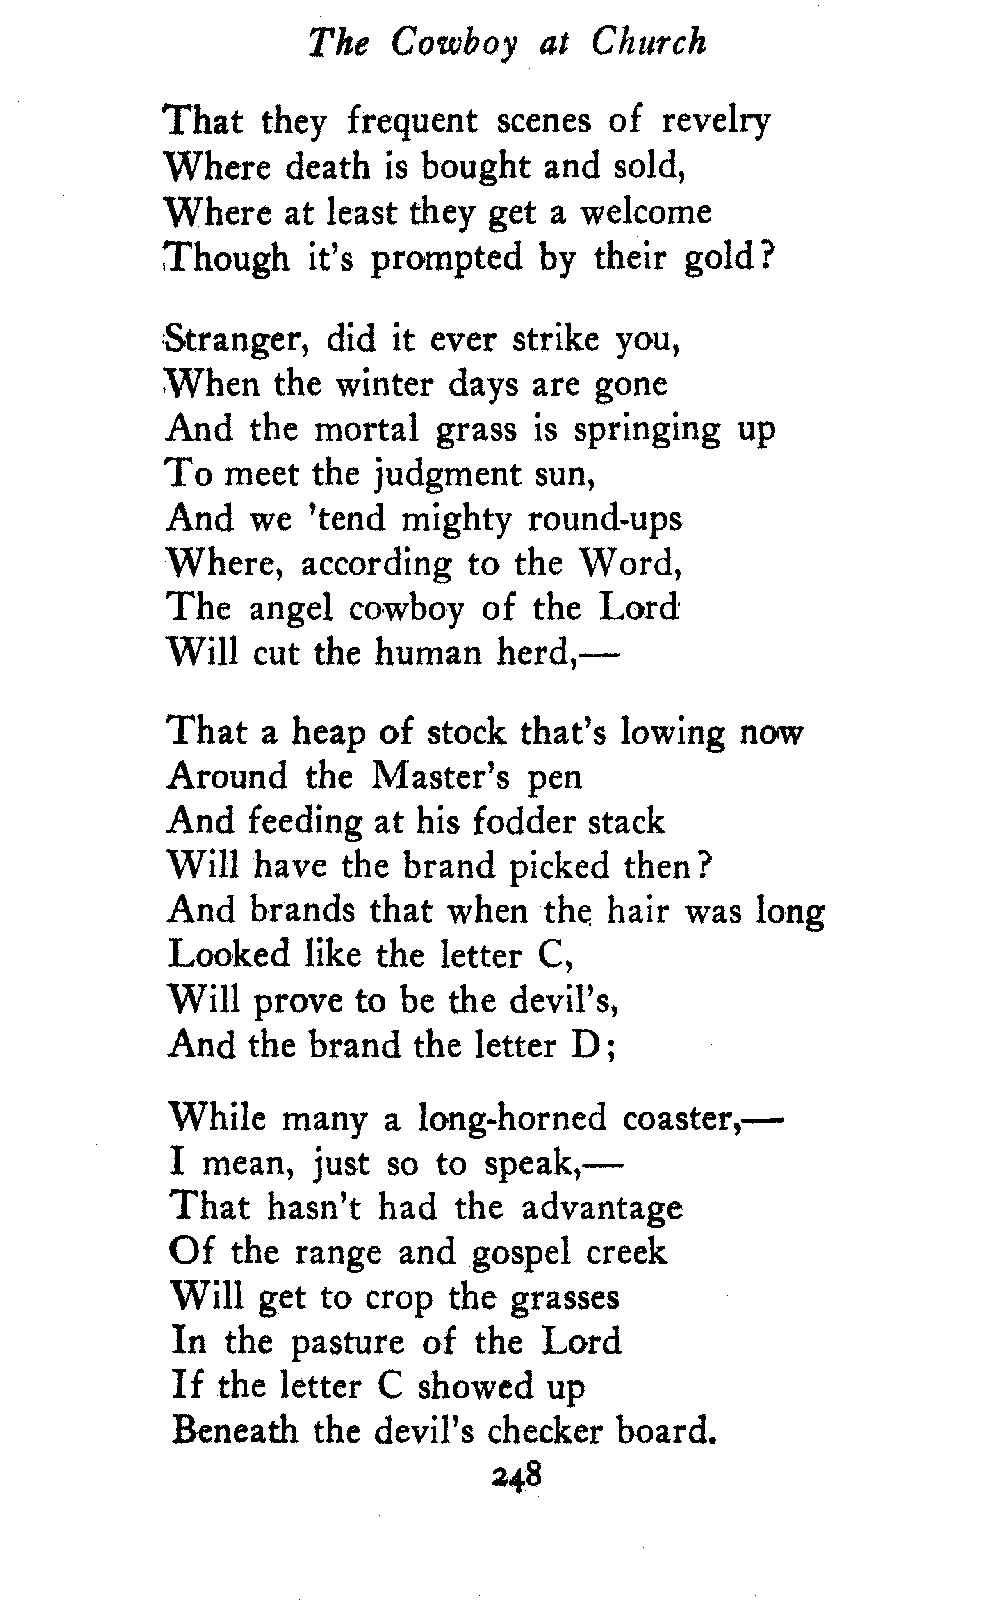 The Cowboy at Church
That they frequent scenes of revelry
Where death is bought and sold,
Where at least they get a welcome
Though it's prompted by their gold?
Stranger, did it ever strike you,
When the winter days are gone
And the mortal grass is springing up
To meet the judgment sun,
And we 'tend mighty round-ups
Where, according to the Word,
The angel cowboy of the Lord
Will cut the human herd,—
That a heap of stock that's lowing now
Around the Master's pen
And feeding at his fodder stack
Will have the brand picked then?
And brands that when the hair was long
Looked like the letter C,
Will prove to be the devil's,
And the brand the letter D;
While many a long-horned coaster,—
I mean, just so to speak,—
That hasn't had the advantage
Of the range and gospel creek
Will get to crop the grasses
In the pasture of the Lord
If the letter C showed up
Beneath the devil's checker board.
248